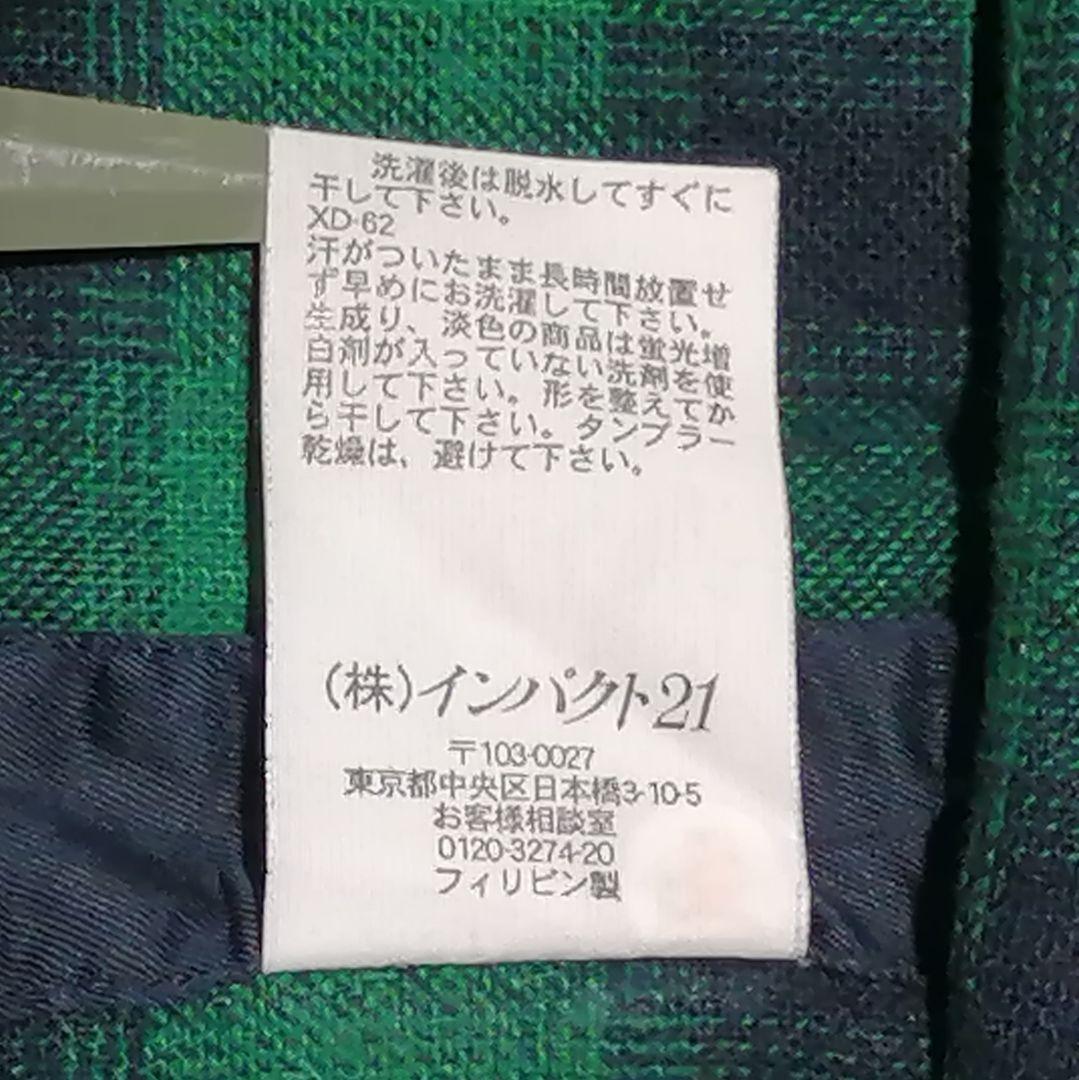 洗濯後は脱水してすぐに
干して下さい。
XD-62
汗がついたまま長時間放置せ
ず早めにお洗濯して下さい。
生成り、淡色の商品は蛍光増
白剤が入っていない洗剤を使
用して下さい。形を整えてか
ら干して下さい。タンブラー
乾燥は、避けて下さい。
(株)インパクト21
〒103-0027
東京都中央区日本橋3-10-5
お客様相談室
0120-3274-20
フィリピン製